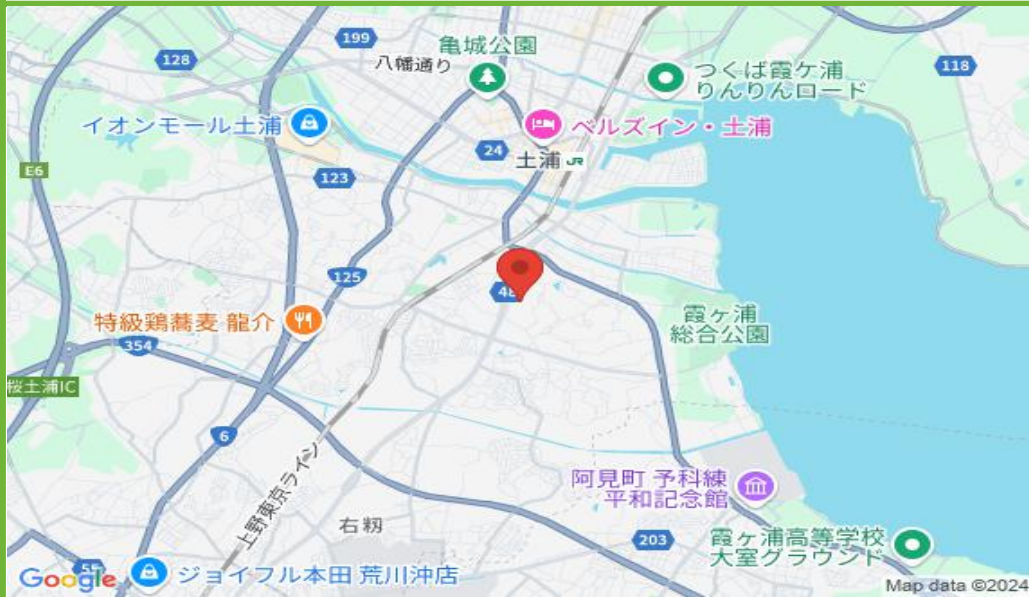 199
亀城公園
128
八幡通り
つくば霞ケ浦
りんりんロード
118
イオンモール土浦
ベルズイン・土浦
24
土浦 JR
E6
123
125
48
特級鶏蕎麦 龍介
霞ヶ浦
総合公園
354
桜土浦IC
6
上野東京ライン
阿見町 予科練
平和記念館
右籾
203
霞ヶ浦高等学校
大室グラウンド
55
Google
ジョイフル本田 荒川沖店
Map data ©2024